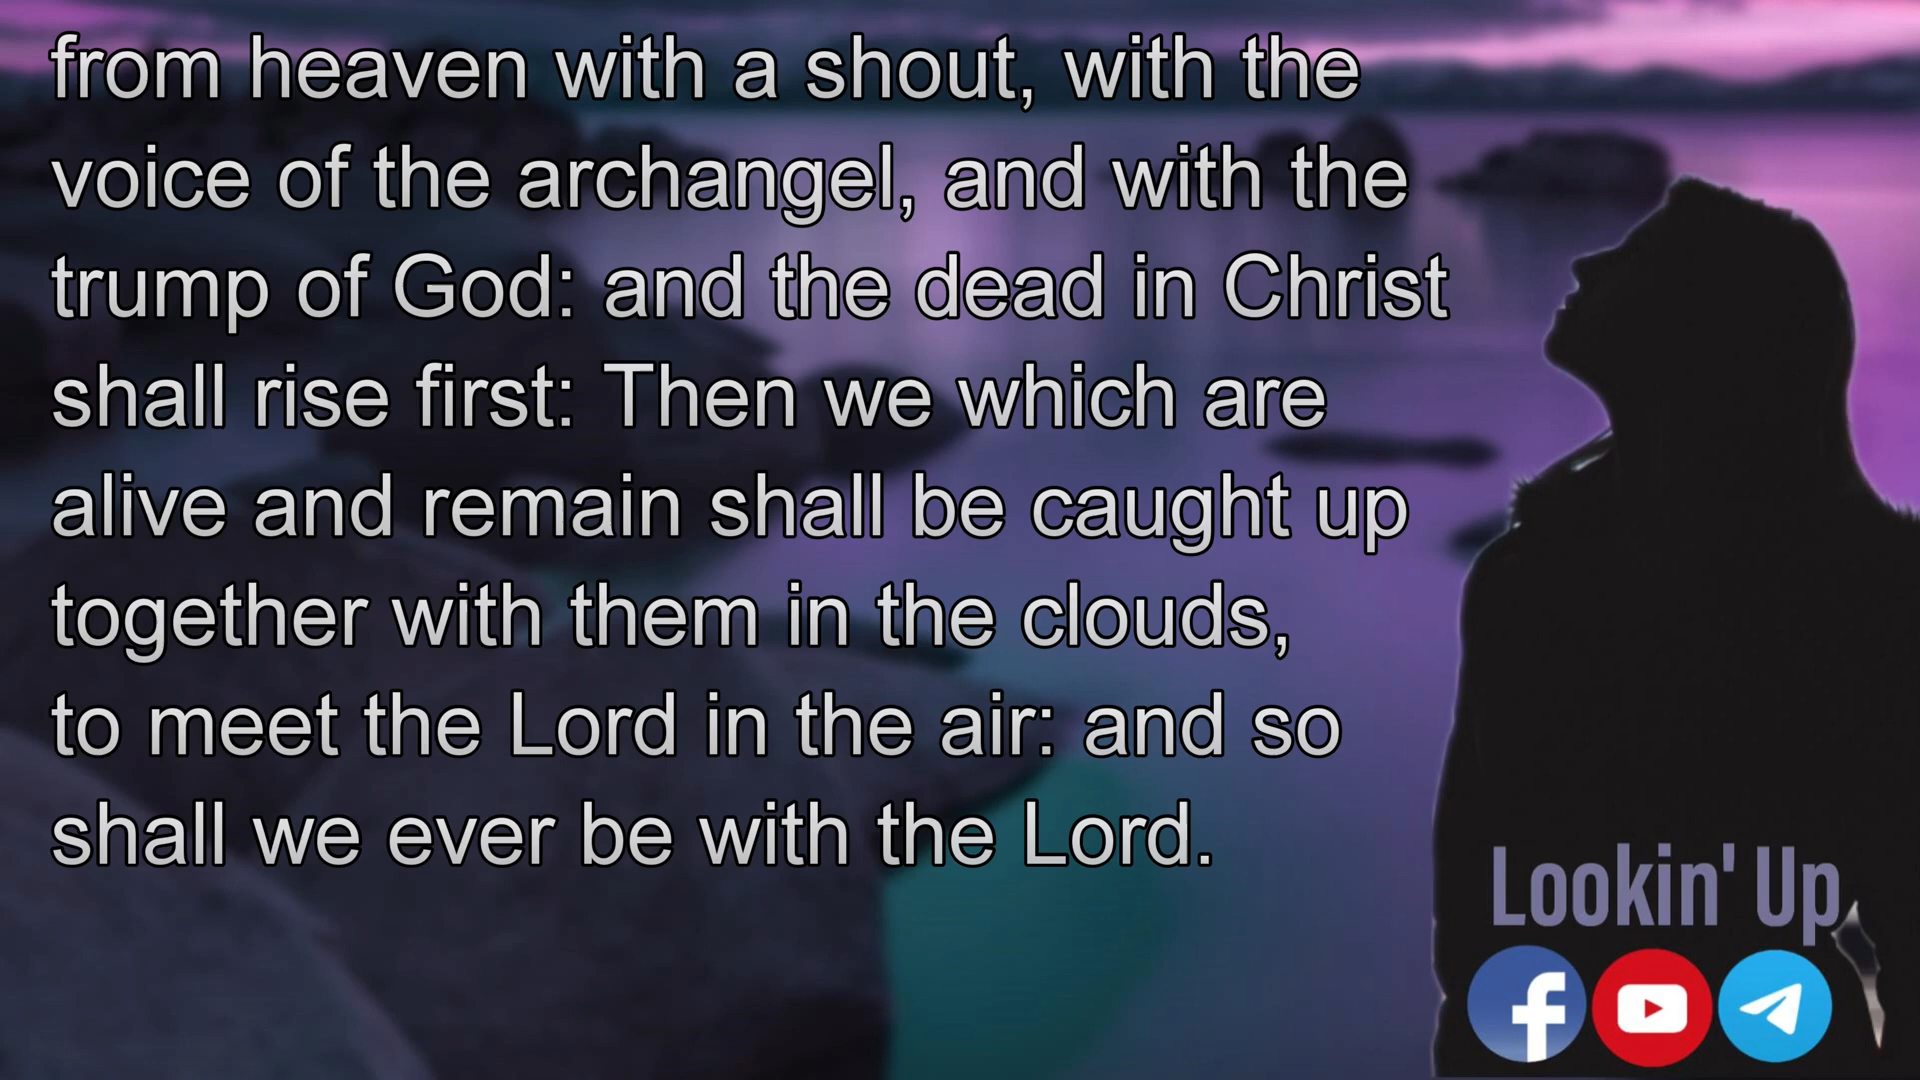 from heaven with a shout, with the
voice of the archangel, and with the
trump of God: and the dead in Christ
shall rise first: Then we which are
alive and remain shall be caught up
together with them in the clouds,
to meet the Lord in the air: and so
shall we ever be with the Lord.
Lookin' Up